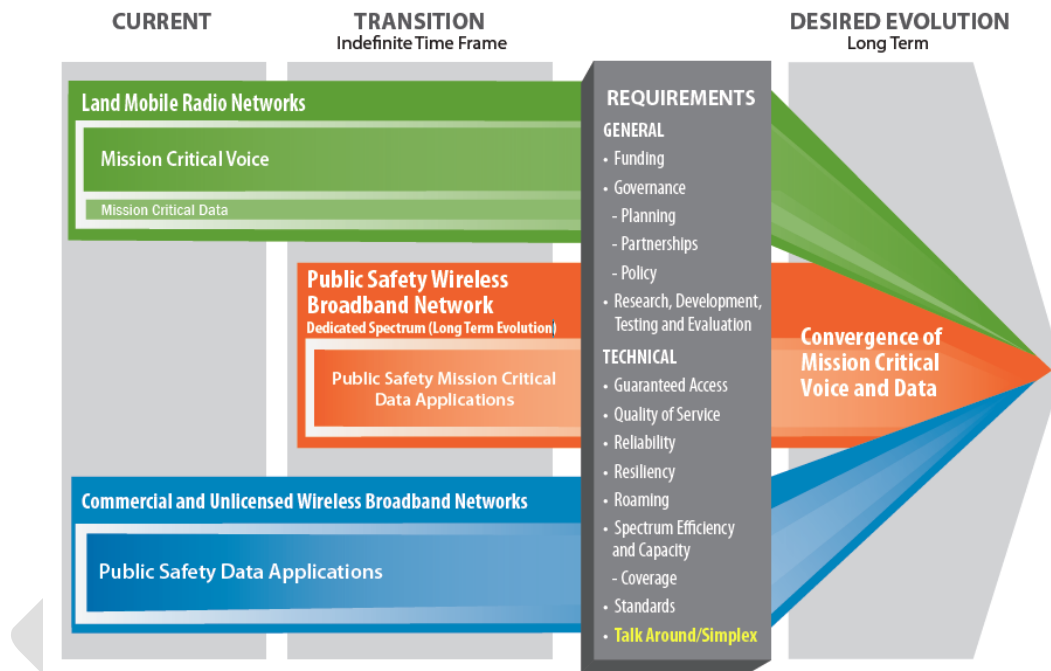 CURRENT
TRANSITION
Indefinite Time Frame
DESIRED EVOLUTION
Long Term
Land Mobile Radio Networks
Mission Critical Voice
Mission Critical Data
Public Safety Wireless
Broadband Network
Dedicated Spectrum (Long Term Evolution)
Public Safety Mission Critical
Data Applications
Commercial and Unlicensed Wireless Broadband Networks
Public Safety Data Applications
REQUIREMENTS
GENERAL
• Funding
• Governance
- Planning
- Partnerships
- Policy
• Research, Development,
Testing and Evaluation
TECHNICAL
• Guaranteed Access
• Quality of Service
• Reliability
• Resiliency
• Roaming
• Spectrum Efficiency
and Capacity
- Coverage
• Standards
• Talk Around/Simplex
Convergence of
Mission Critical
Voice and Data